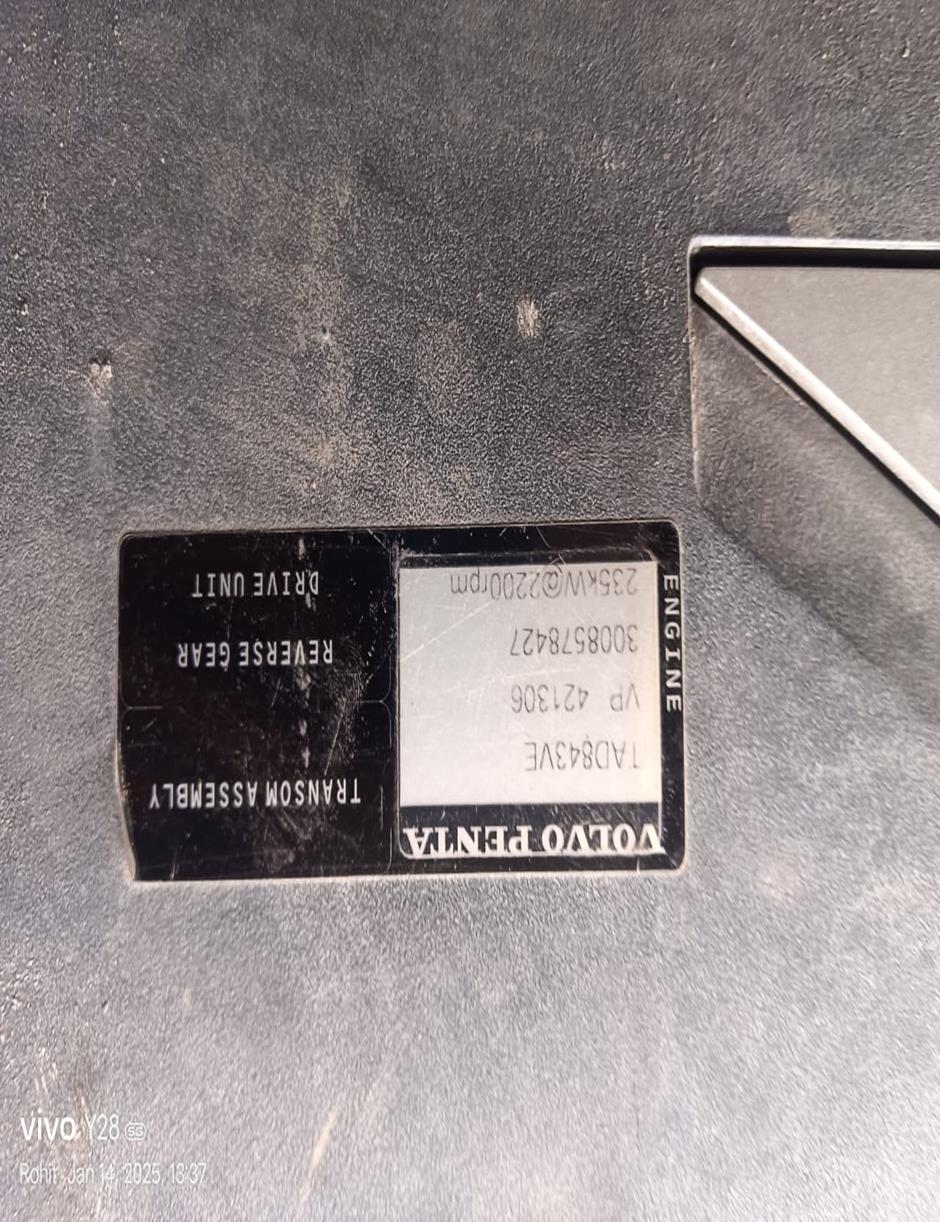 VOLVO PENTA
ENGINE
TAD843VE
VP 421306
3008578427
235kW@2200rpm
TRANSOM ASSEMBLY
REVERSE GEAR
DRIVE UNIT
vivo Y28 5G
Rohit Jan 14, 2025, 13:37